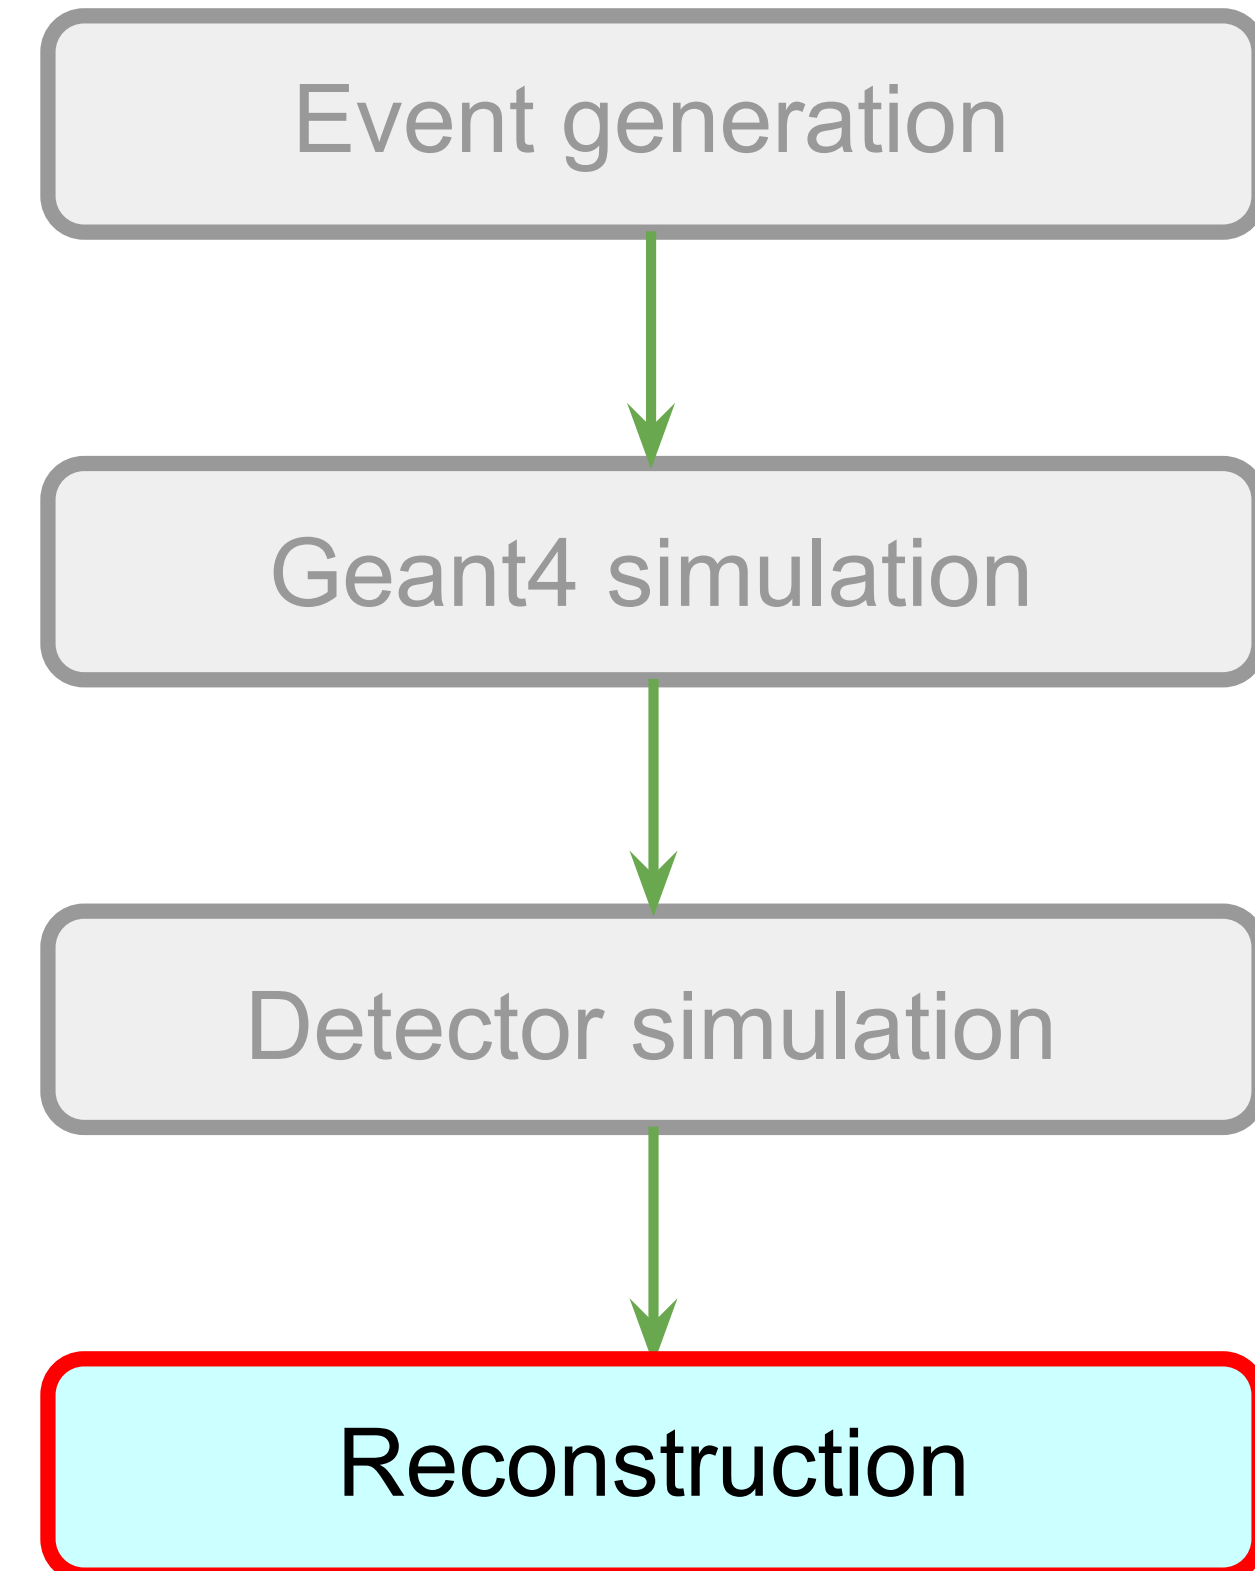 Event generation
Geant4 simulation
Detector simulation
Reconstruction